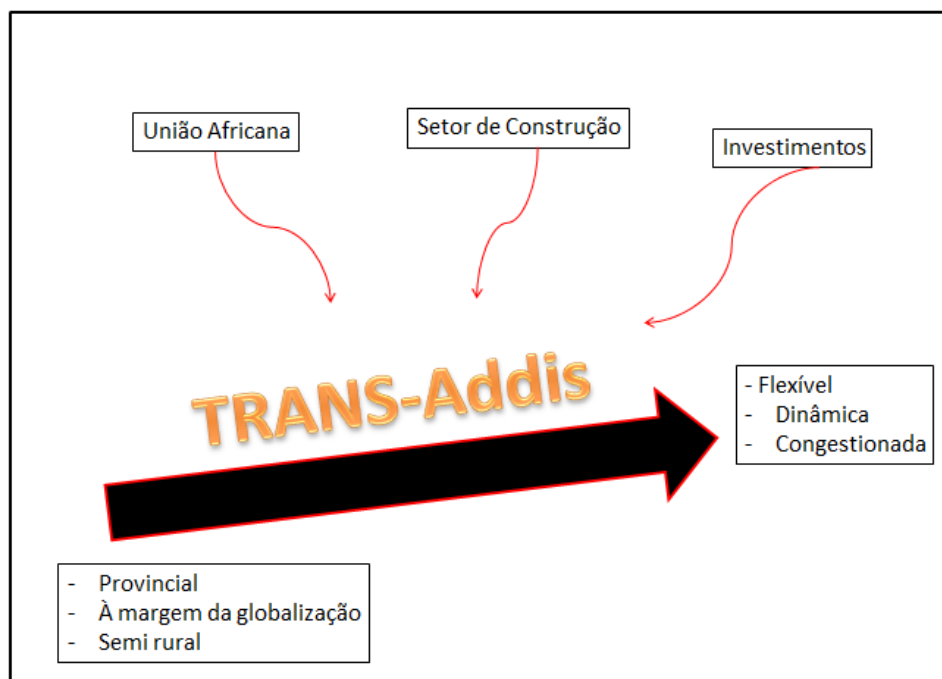 União Africana
Setor de Construção
Investimentos
TRANS-Addis
- Flexível
- Dinâmica
- Congestionada
- Provincial
- À margem da globalização
- Semi rural